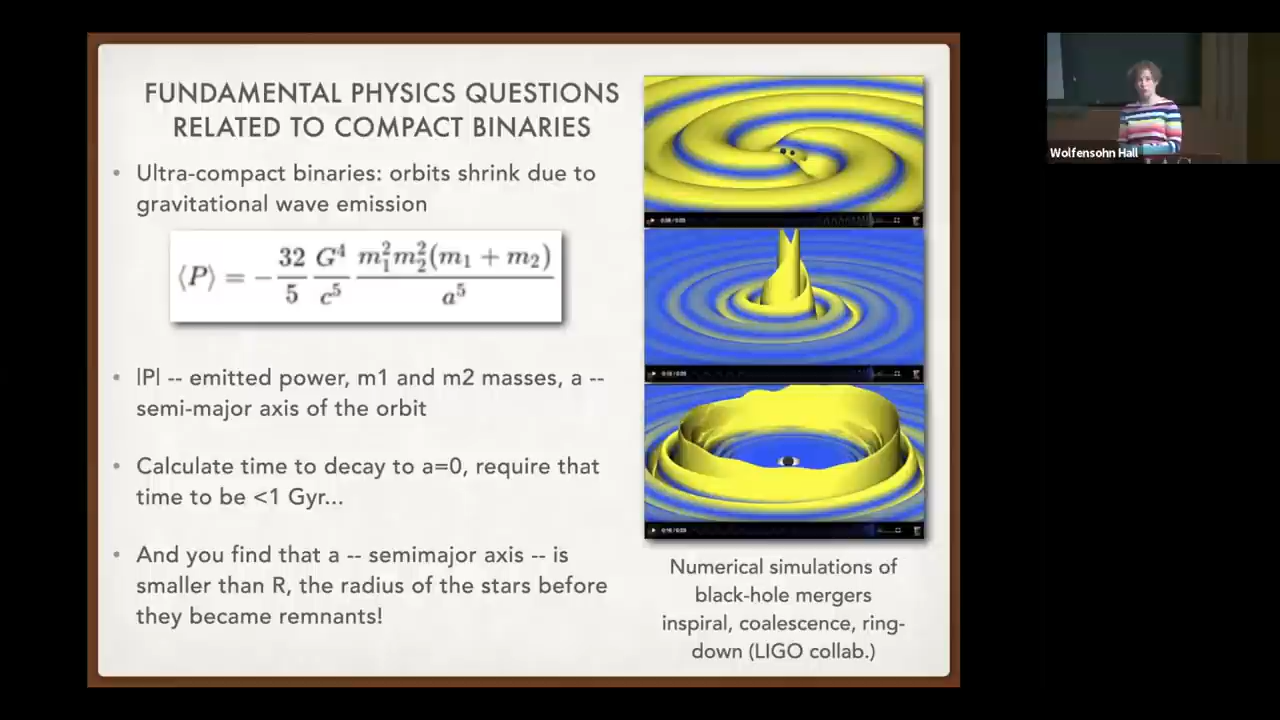 FUNDAMENTAL PHYSICS QUESTIONS
RELATED TO COMPACT BINARIES
• Ultra-compact binaries: orbits shrink due to
gravitational wave emission
⟨P⟩ = − 32/5 G⁴/c⁵ m₁²m₂²(m₁ + m₂)/a⁵
• |P| -- emitted power, m1 and m2 masses, a --
semi-major axis of the orbit
• Calculate time to decay to a=0, require that
time to be <1 Gyr...
• And you find that a -- semimajor axis -- is
smaller than R, the radius of the stars before
they became remnants!
Numerical simulations of
black-hole mergers
inspiral, coalescence, ring-
down (LIGO collab.)
Wolfensohn Hall